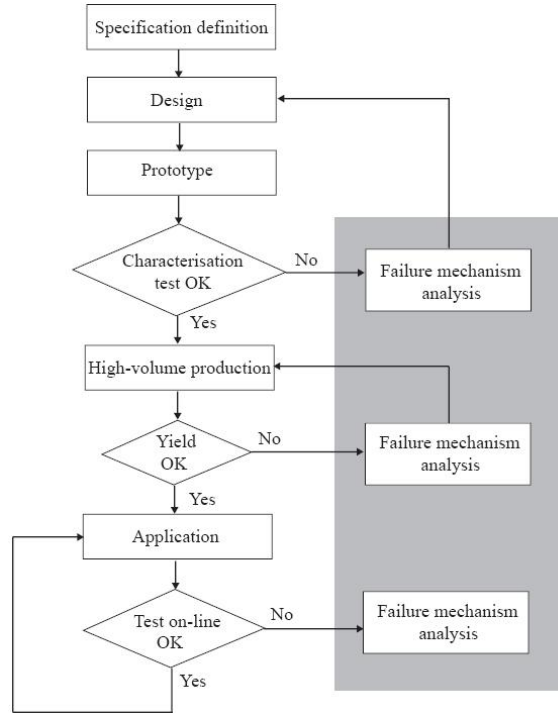 Specification definition
Design
Prototype
Characterisation
test OK
No
Failure mechanism
analysis
Yes
High-volume production
Yield
OK
No
Failure mechanism
analysis
Yes
Application
Test on-line
OK
No
Failure mechanism
analysis
Yes